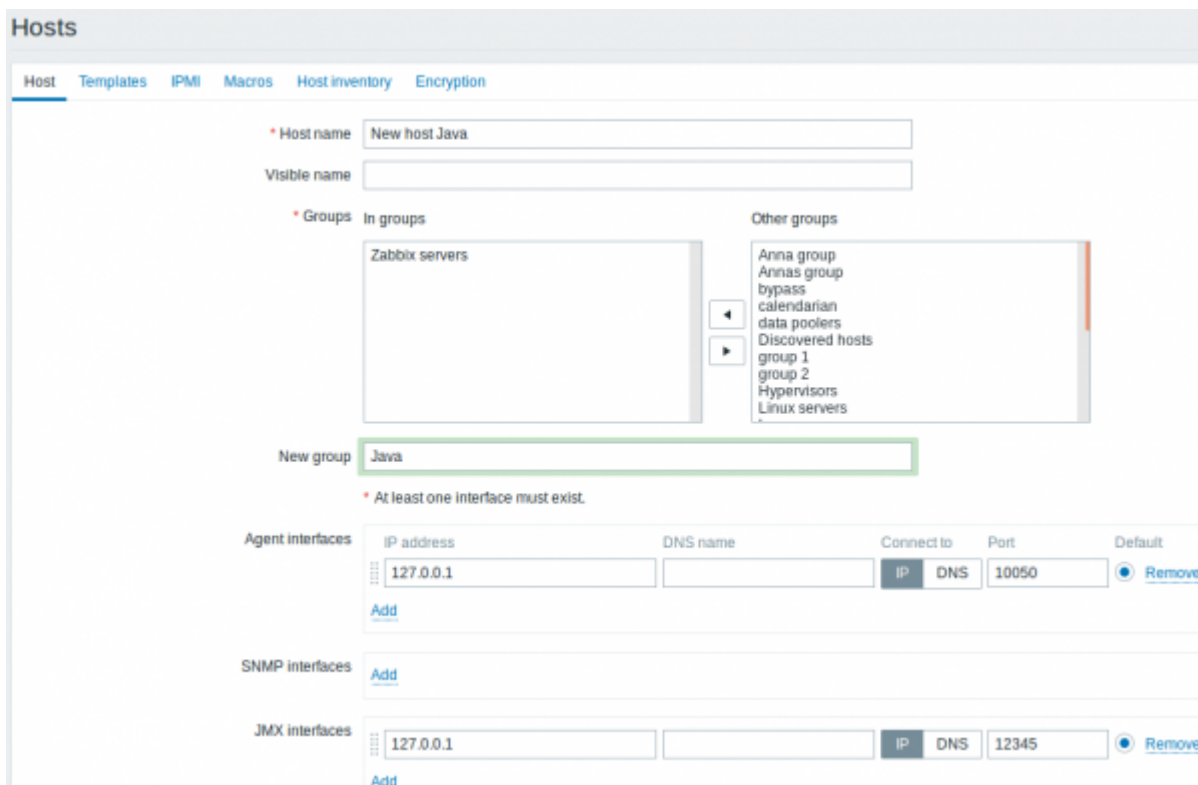 Hosts
Host Templates IPMI Macros Host inventory Encryption
* Host name New host Java
Visible name
* Groups In groups Other groups
Zabbix servers
Anna group
Annas group
bypass
calendarian
data poolers
Discovered hosts
group 1
group 2
Hypervisors
Linux servers
New group Java
* At least one interface must exist.
Agent interfaces IP address DNS name Connect to Port Default
127.0.0.1 IP DNS 10050 Remove
Add
SNMP interfaces Add
JMX interfaces 127.0.0.1 IP DNS 12345 Remove
Add